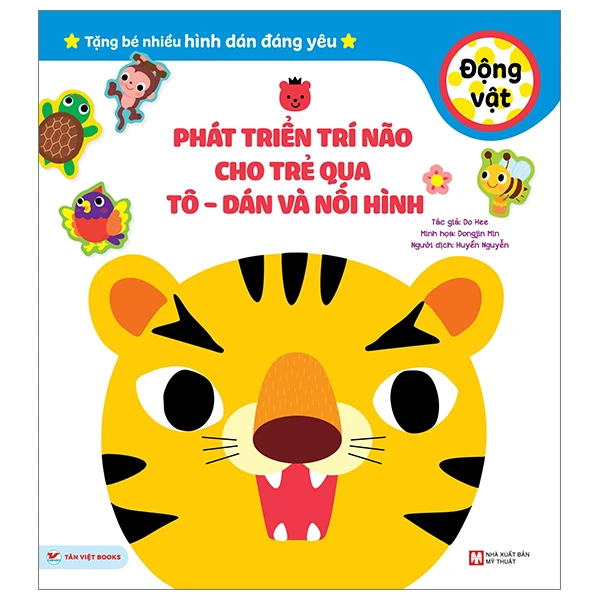 Tặng bé nhiều hình dán đáng yêu
Động
vật
PHÁT TRIỂN TRÍ NÃO
CHO TRẺ QUA
TÔ - DÁN VÀ NỐI HÌNH
Tác giả: Do Hee
Minh họa: Dongjin Min
Người dịch: Huyền Nguyễn
TÂN VIỆT BOOKS
NHÀ XUẤT BẢN
MỸ THUẬT